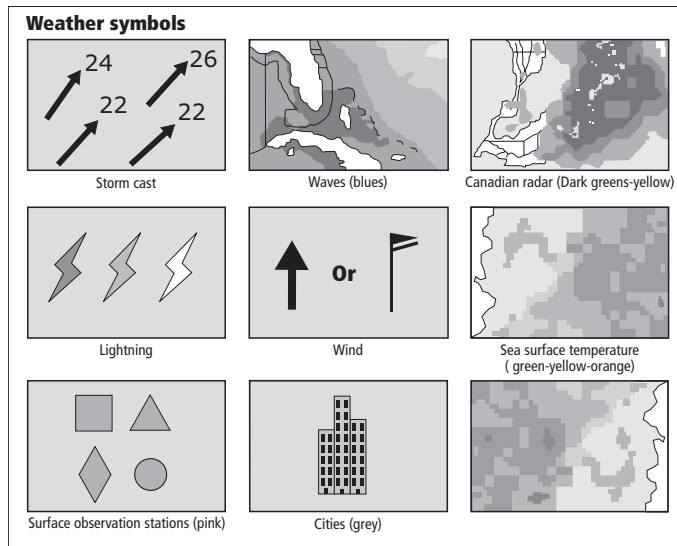 Weather symbols
24
26
22
22
Storm cast
Waves (blues)
Canadian radar (Dark greens-yellow)
Or
Lightning
Wind
Sea surface temperature
( green-yellow-orange)
Surface observation stations (pink)
Cities (grey)